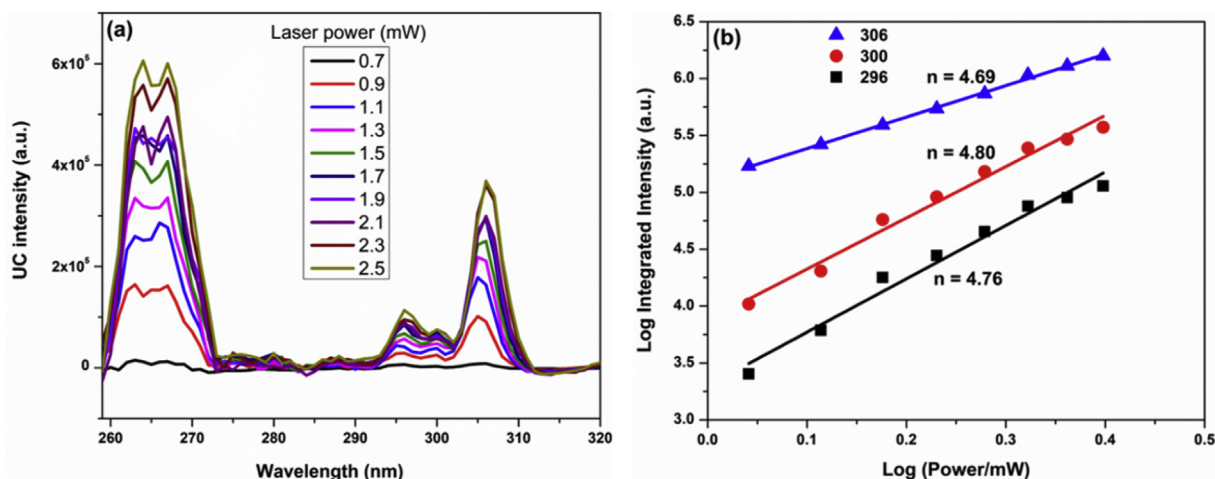 (a)
Laser power (mW)
0.7
0.9
1.1
1.3
1.5
1.7
1.9
2.1
2.3
2.5
UC intensity (a.u.)
6x10⁵
4x10⁵
2x10⁵
0
260 270 280 290 300 310 320
Wavelength (nm)
(b)
306
300
296
n = 4.69
n = 4.80
n = 4.76
Log Integrated Intensity (a.u.)
6.5
6.0
5.5
5.0
4.5
4.0
3.5
3.0
0.0 0.1 0.2 0.3 0.4 0.5
Log (Power/mW)